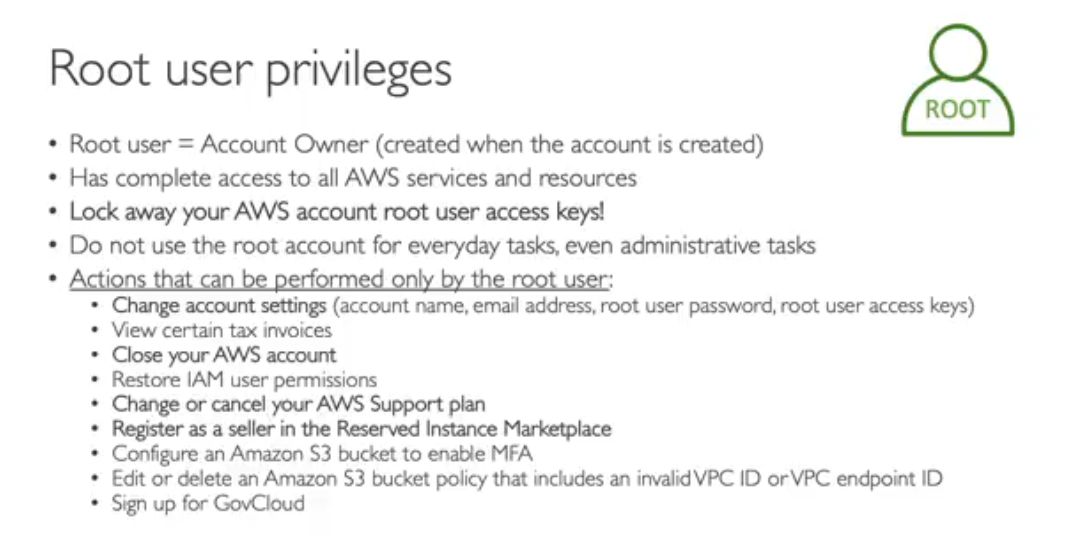 Root user privileges
ROOT
• Root user = Account Owner (created when the account is created)
• Has complete access to all AWS services and resources
• Lock away your AWS account root user access keys!
• Do not use the root account for everyday tasks, even administrative tasks
• Actions that can be performed only by the root user:
• Change account settings (account name, email address, root user password, root user access keys)
• View certain tax invoices
• Close your AWS account
• Restore IAM user permissions
• Change or cancel your AWS Support plan
• Register as a seller in the Reserved Instance Marketplace
• Configure an Amazon S3 bucket to enable MFA
• Edit or delete an Amazon S3 bucket policy that includes an invalid VPC ID or VPC endpoint ID
• Sign up for GovCloud